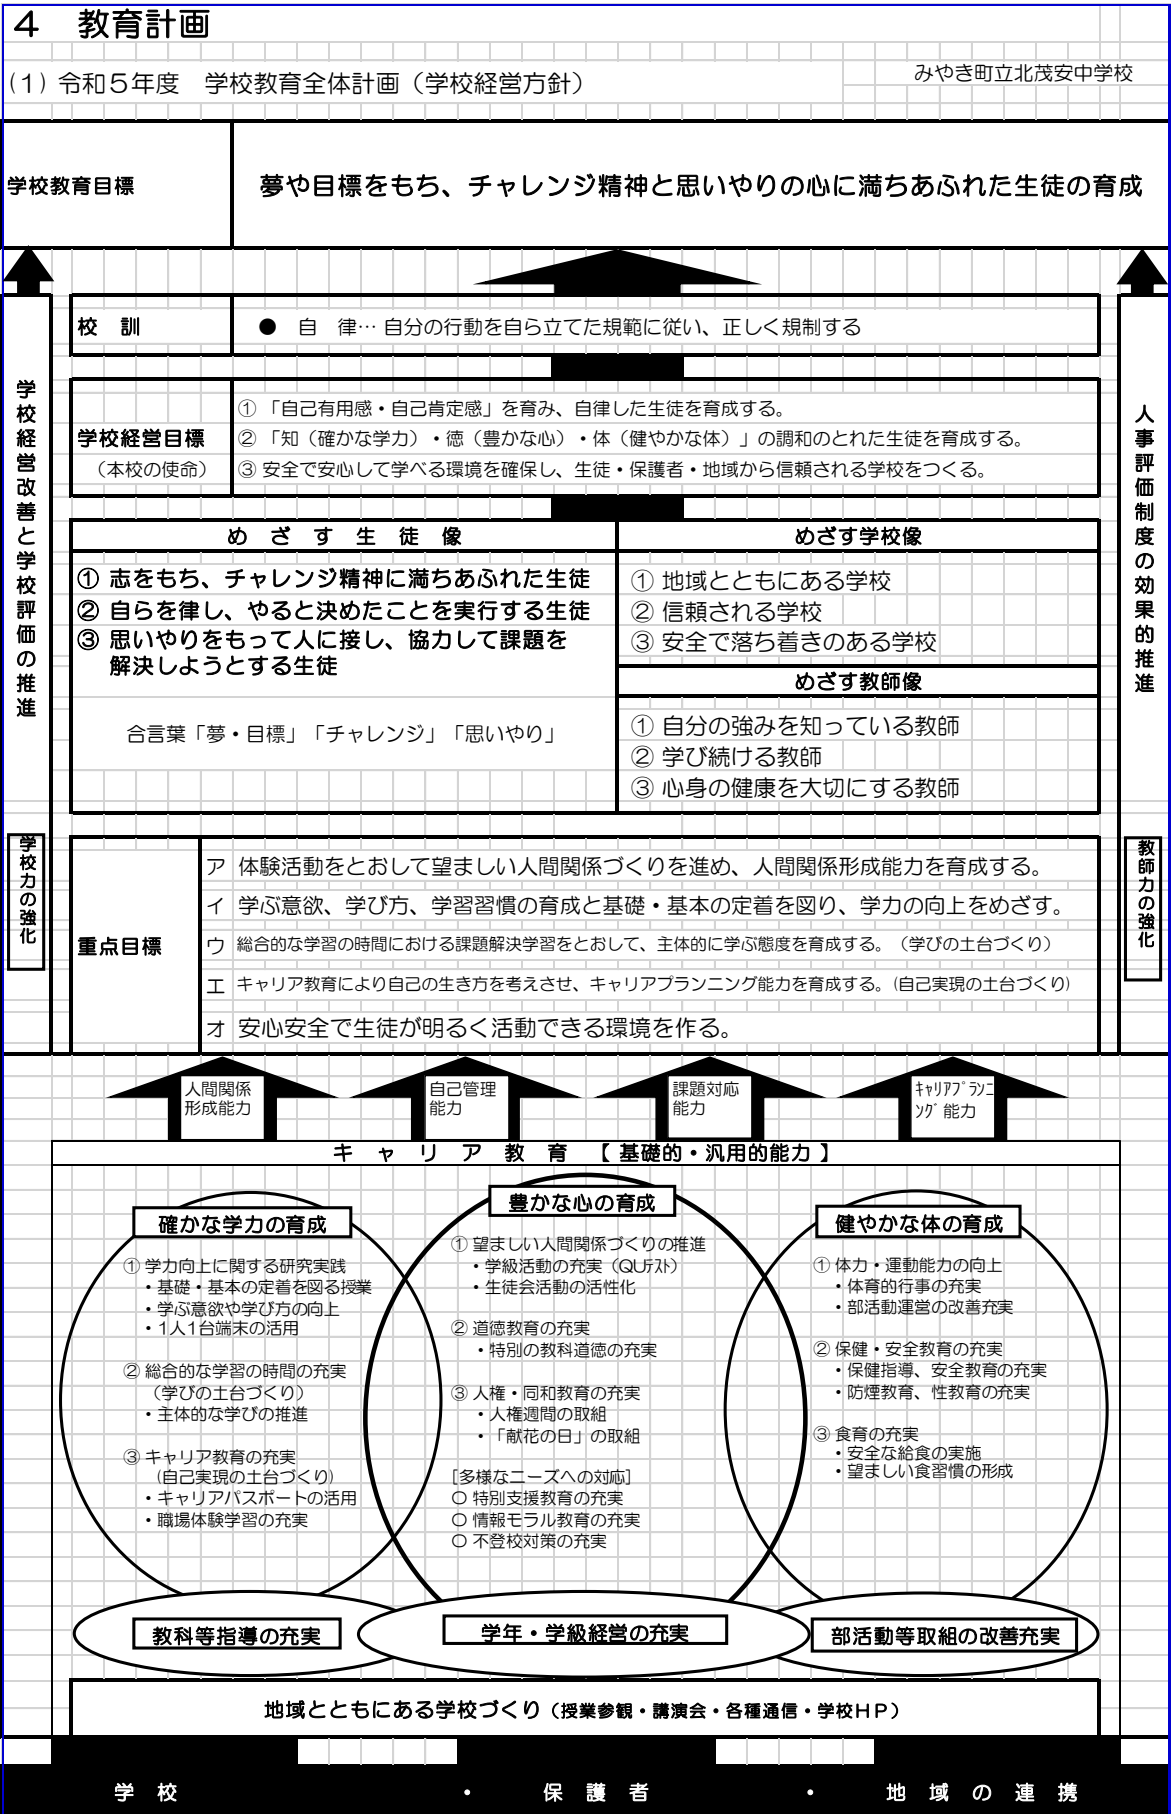 ４　教育計画
(１) 令和５年度　学校教育全体計画（学校経営方針）
みやき町立北茂安中学校
学校教育目標
夢や目標をもち、チャレンジ精神と思いやりの心に満ちあふれた生徒の育成
学校経営改善と学校評価の推進
学校力の強化
校　訓
●　自　律… 自分の行動を自ら立てた規範に従い、正しく規制する
学校経営目標
（本校の使命）
① 「自己有用感・自己肯定感」を育み、自律した生徒を育成する。
② 「知（確かな学力）・徳（豊かな心）・体（健やかな体）」の調和のとれた生徒を育成する。
③ 安全で安心して学べる環境を確保し、生徒・保護者・地域から信頼される学校をつくる。
め　ざ　す　生　徒　像
① 志をもち、チャレンジ精神に満ちあふれた生徒
② 自らを律し、やると決めたことを実行する生徒
③ 思いやりをもって人に接し、協力して課題を
解決しようとする生徒
合言葉「夢・目標」「チャレンジ」「思いやり」
めざす学校像
① 地域とともにある学校
② 信頼される学校
③ 安全で落ち着きのある学校
めざす教師像
① 自分の強みを知っている教師
② 学び続ける教師
③ 心身の健康を大切にする教師
人事評価制度の効果的推進
教師力の強化
重点目標
ア 体験活動をとおして望ましい人間関係づくりを進め、人間関係形成能力を育成する。
イ 学ぶ意欲、学び方、学習習慣の育成と基礎・基本の定着を図り、学力の向上をめざす。
ウ 総合的な学習の時間における課題解決学習をとおして、主体的に学ぶ態度を育成する。（学びの土台づくり）
エ キャリア教育により自己の生き方を考えさせ、キャリアプランニング能力を育成する。(自己実現の土台づくり)
オ 安心安全で生徒が明るく活動できる環境を作る。
人間関係
形成能力
自己管理
能力
課題対応
能力
ｷｬﾘｱﾌﾟﾗﾝﾆ
ﾝｸﾞ能力
キ　ャ　リ　ア　教　育　【 基礎的・汎用的能力 】
確かな学力の育成
① 学力向上に関する研究実践
・基礎・基本の定着を図る授業
・学ぶ意欲や学び方の向上
・1人1台端末の活用
② 総合的な学習の時間の充実
（学びの土台づくり）
・主体的な学びの推進
③ キャリア教育の充実
(自己実現の土台づくり)
・キャリアパスポートの活用
・職場体験学習の充実
豊かな心の育成
① 望ましい人間関係づくりの推進
・学級活動の充実（QUﾃｽﾄ）
・生徒会活動の活性化
② 道徳教育の充実
・特別の教科道徳の充実
③ 人権・同和教育の充実
・人権週間の取組
・「献花の日」の取組
[多様なニーズへの対応]
○ 特別支援教育の充実
○ 情報モラル教育の充実
○ 不登校対策の充実
健やかな体の育成
① 体力・運動能力の向上
・体育的行事の充実
・部活動運営の改善充実
② 保健・安全教育の充実
・保健指導、安全教育の充実
・防煙教育、性教育の充実
③ 食育の充実
・安全な給食の実施
・望ましい食習慣の形成
教科等指導の充実
学年・学級経営の充実
部活動等取組の改善充実
地域とともにある学校づくり（授業参観・講演会・各種通信・学校ＨＰ）
学　校　・　保　護　者　・　地　域　の　連　携